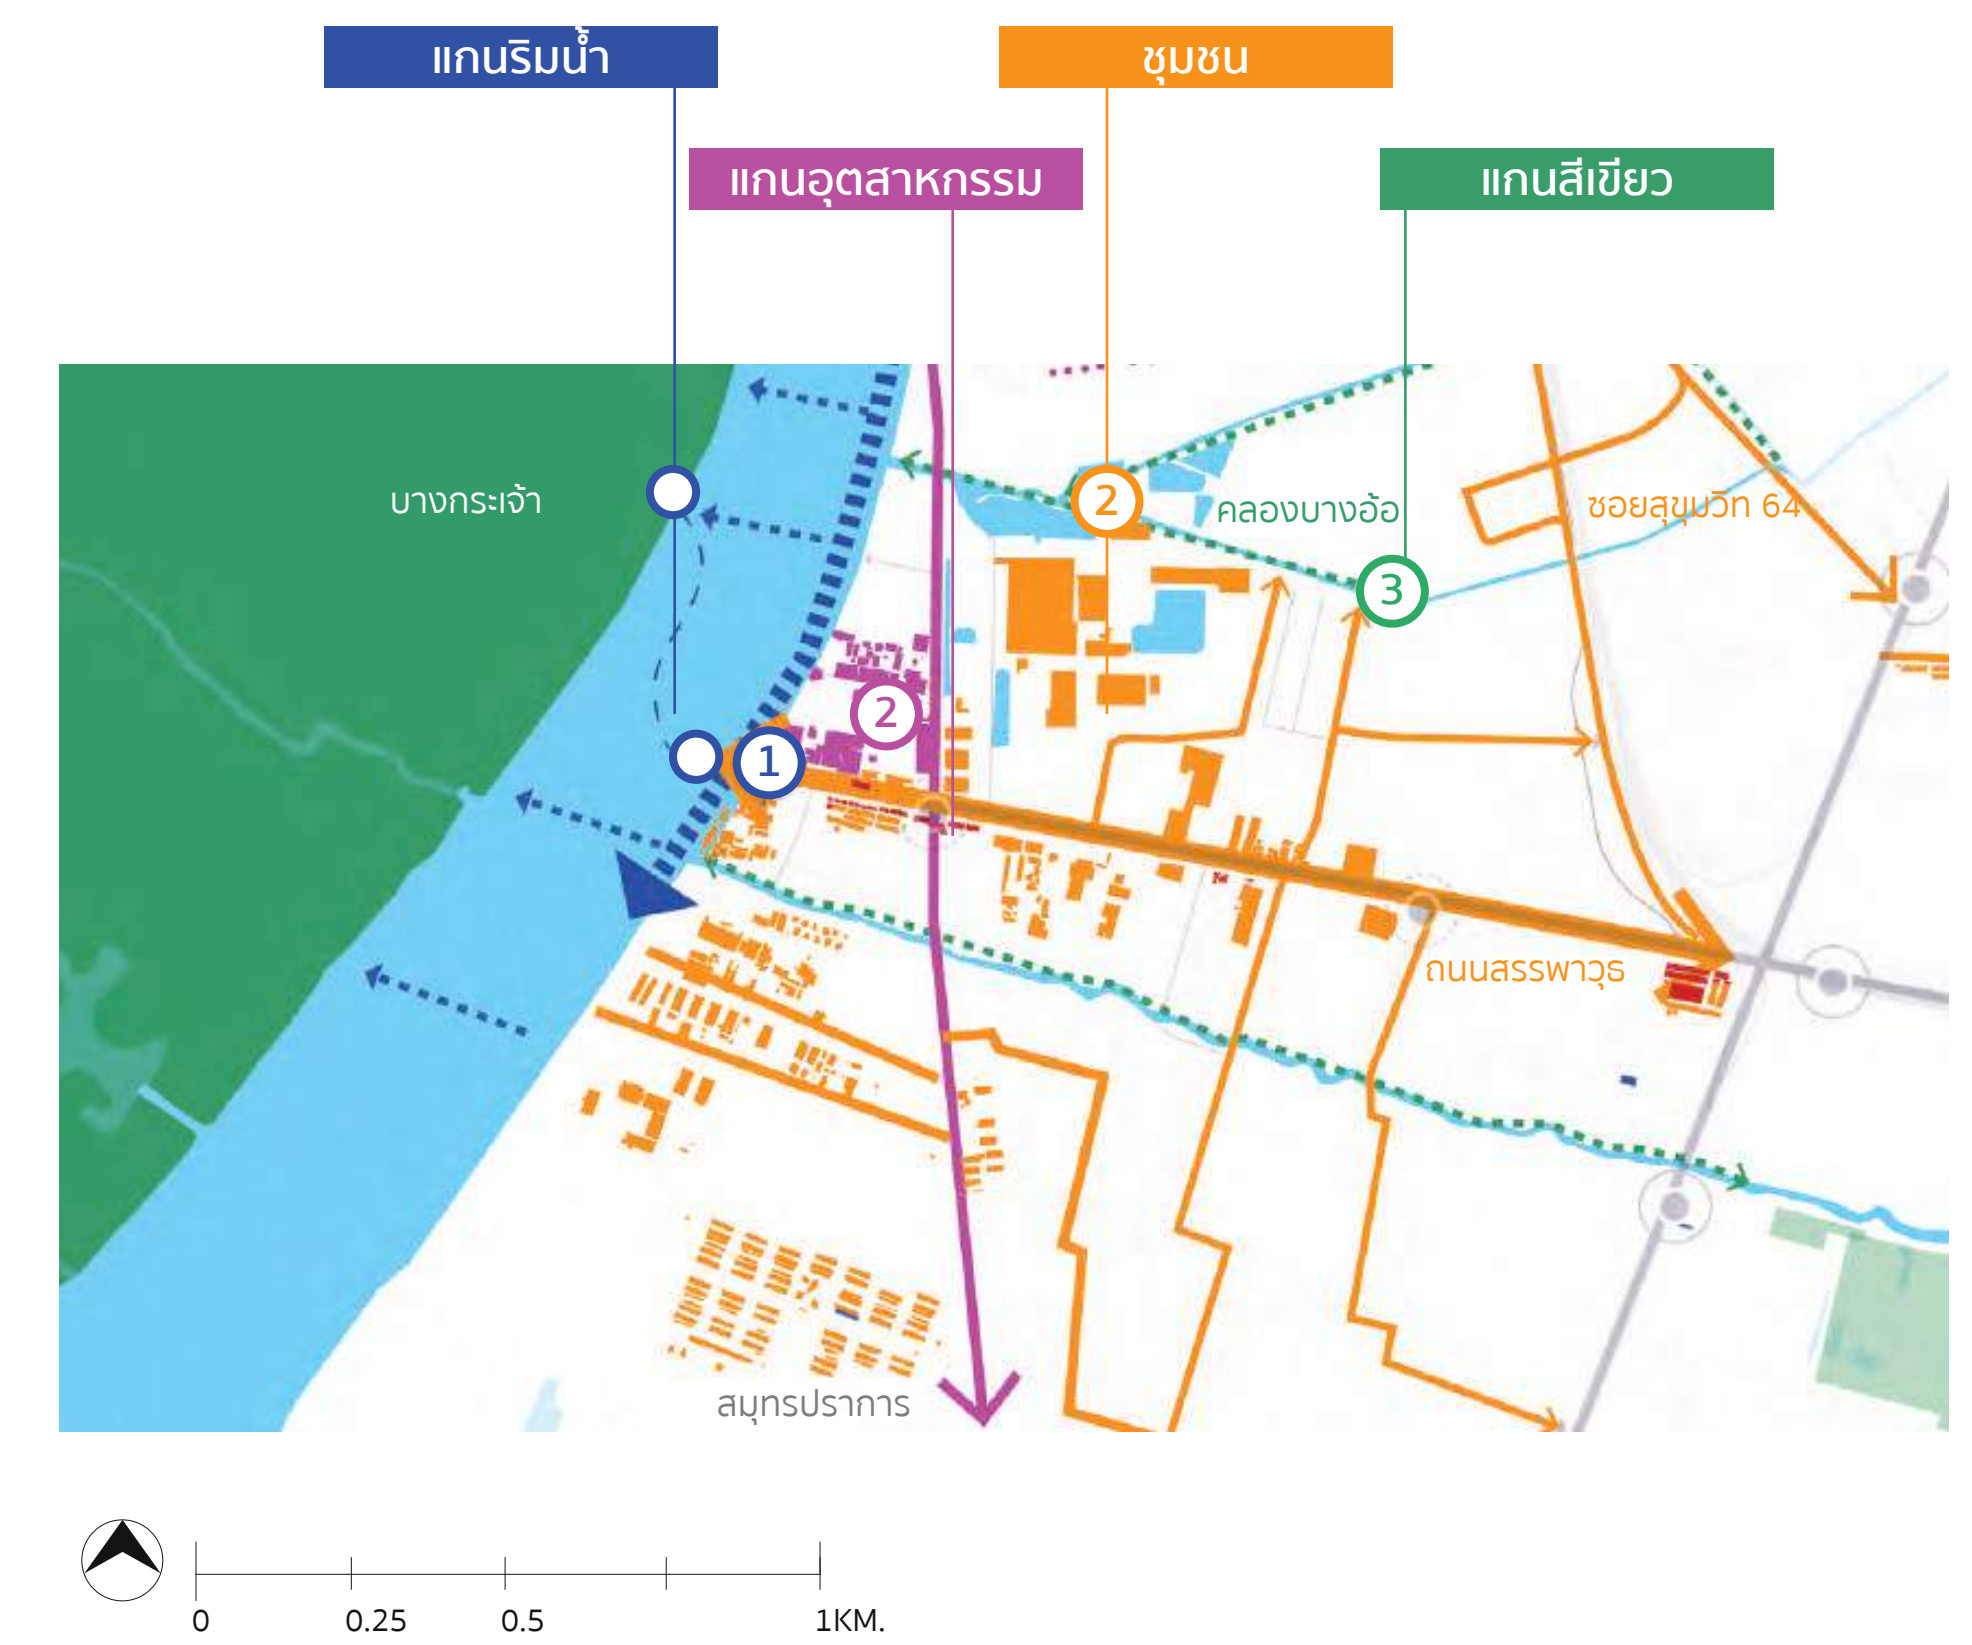 แกนริมน้ำ
ชุมชน
แกนอุตสาหกรรม
แกนสีเขียว
บางกระเจ้า
2
คลองบางอ้อ
ซอยสุขุมวิท 64
3
2
1
ถนนสรรพาวุธ
สมุทรปราการ
0 0.25 0.5 1KM.